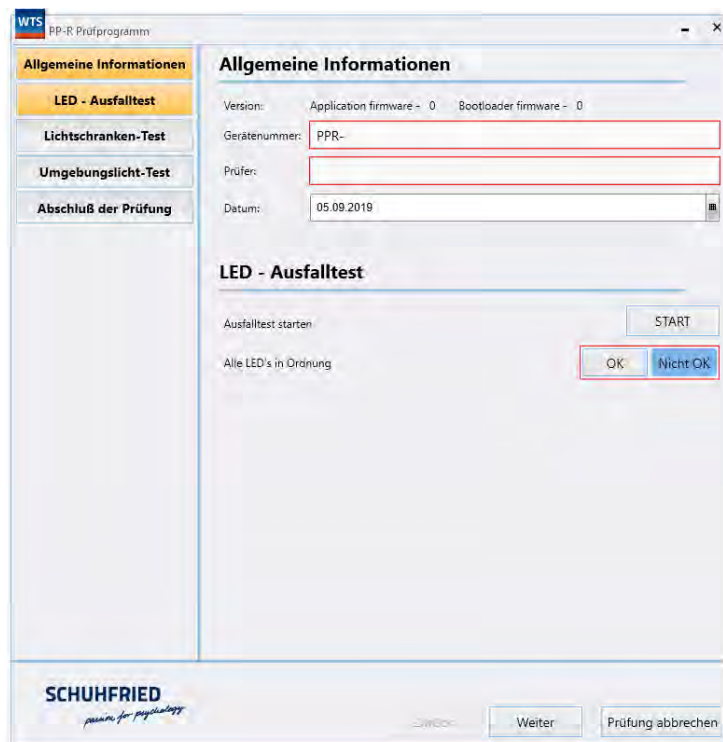 WTS
PP-R Prüfprogramm
Allgemeine Informationen
LED - Ausfalltest
Lichtschranken-Test
Umgebungslicht-Test
Abschluß der Prüfung
Allgemeine Informationen
Version: Application firmware - 0 Bootloader firmware - 0
Gerätenummer: PPR-
Prüfer:
Datum: 05.09.2019
LED - Ausfalltest
Ausfalltest starten START
Alle LED's in Ordnung OK Nicht OK
SCHUHFRIED
passion for psychology
Zurück Weiter Prüfung abbrechen